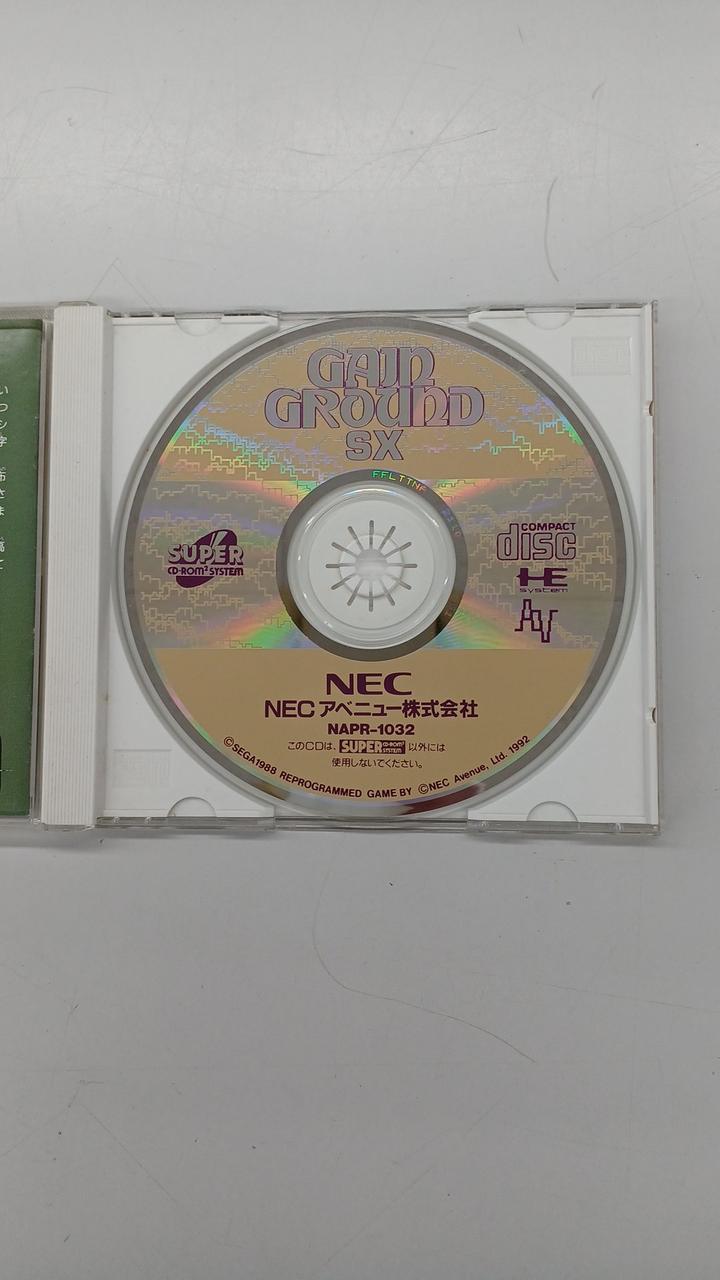 GAIN
GROUND
SX
SUPER
CD-ROM² SYSTEM
COMPACT
disc
HE
system
AV
NEC
NECアベニュー株式会社
NAPR-1032
このCDは、SUPER CD-ROM² SYSTEM 以外には
使用しないでください。
©SEGA1988 REPROGRAMMED GAME BY ©NEC Avenue, Ltd. 1992